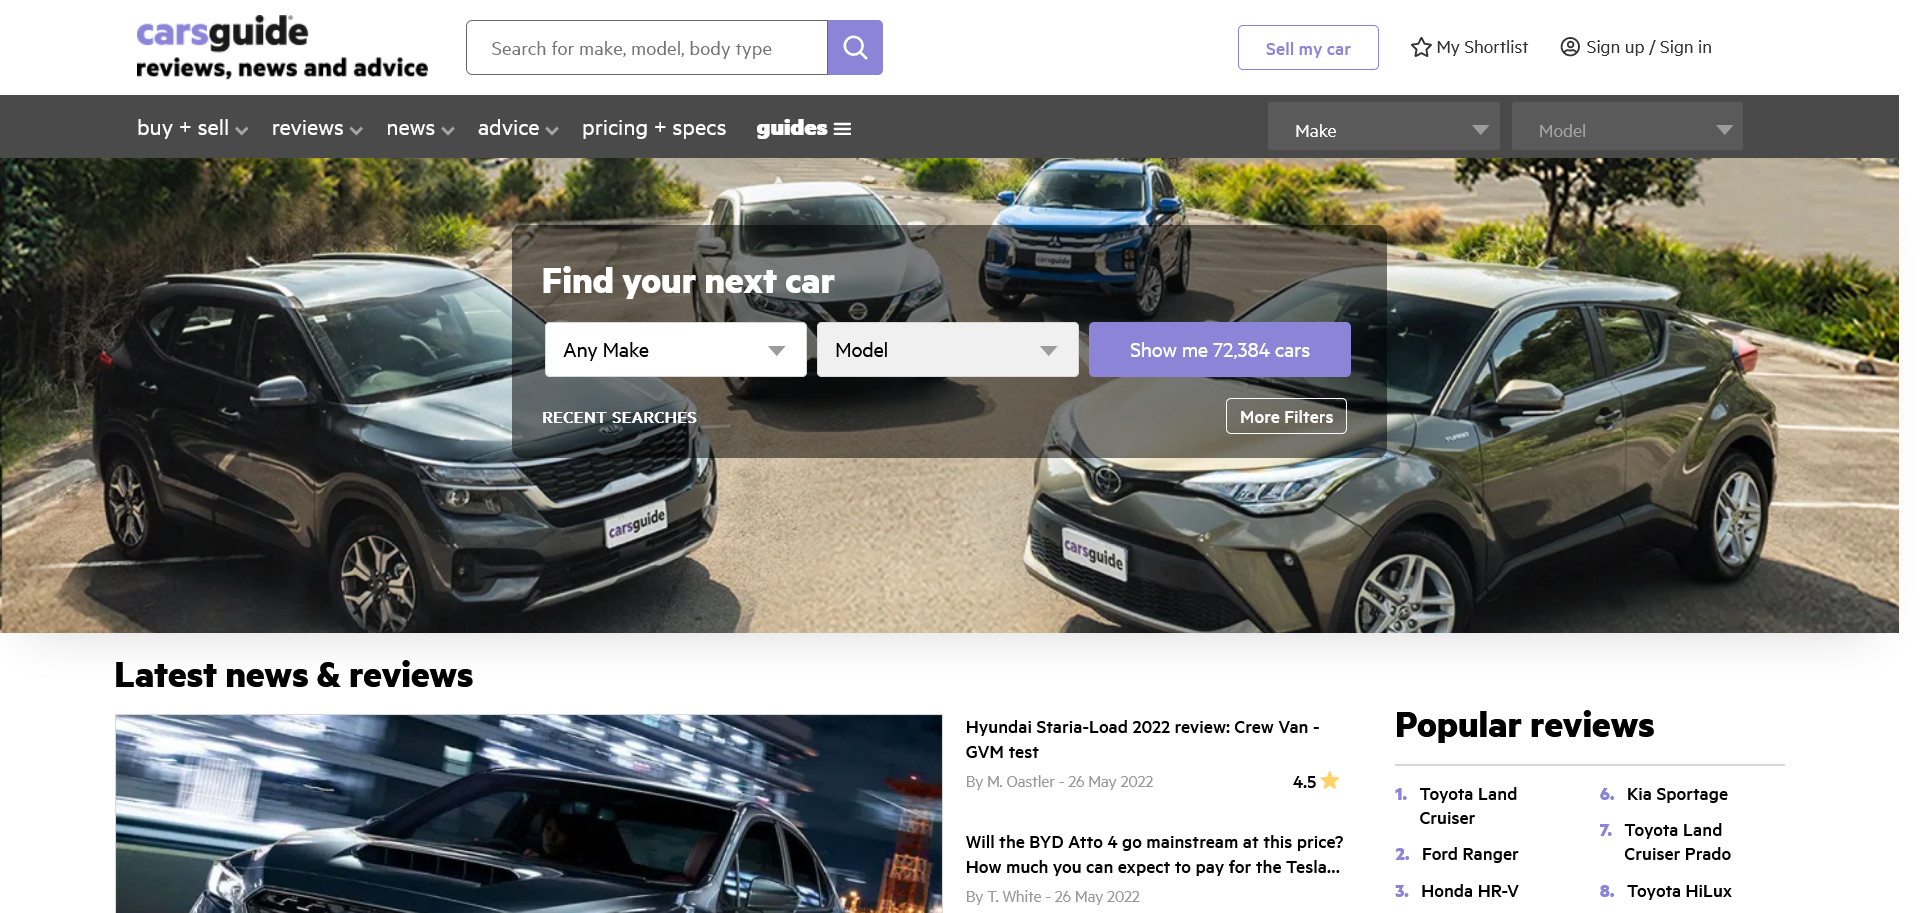 carsguide
reviews, news and advice
Search for make, model, body type
Sell my car
My Shortlist
Sign up / Sign in
buy + sell
reviews
news
advice
pricing + specs
guides
Make
Model
Find your next car
Any Make
Model
Show me 72,384 cars
RECENT SEARCHES
More Filters
carsguide
carsguide
carsguide
TURBO
Latest news & reviews
Hyundai Staria-Load 2022 review: Crew Van -
GVM test
By M. Oastler - 26 May 2022
4.5
Will the BYD Atto 4 go mainstream at this price?
How much you can expect to pay for the Tesla...
By T. White - 26 May 2022
Popular reviews
1. Toyota Land
Cruiser
2. Ford Ranger
3. Honda HR-V
6. Kia Sportage
7. Toyota Land
Cruiser Prado
8. Toyota HiLux